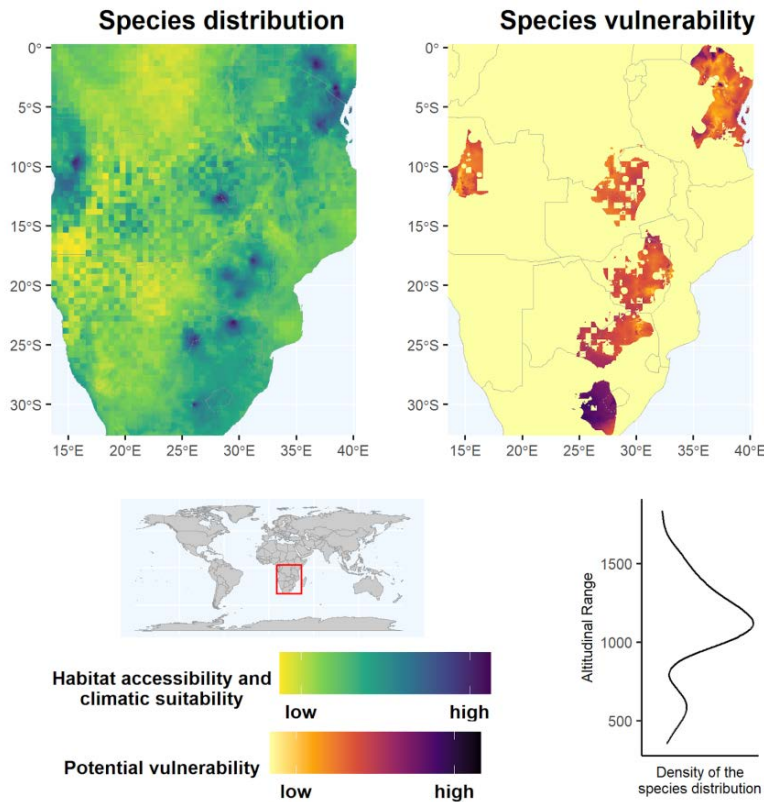 Species distribution
Species vulnerability
0°
5°S
10°S
15°S
20°S
25°S
30°S
15°E 20°E 25°E 30°E 35°E 40°E
0°
5°S
10°S
15°S
20°S
25°S
30°S
15°E 20°E 25°E 30°E 35°E 40°E
Habitat accessibility and
climatic suitability
low high
Potential vulnerability
low high
Altitudinal Range
1500
1000
500
Density of the
species distribution